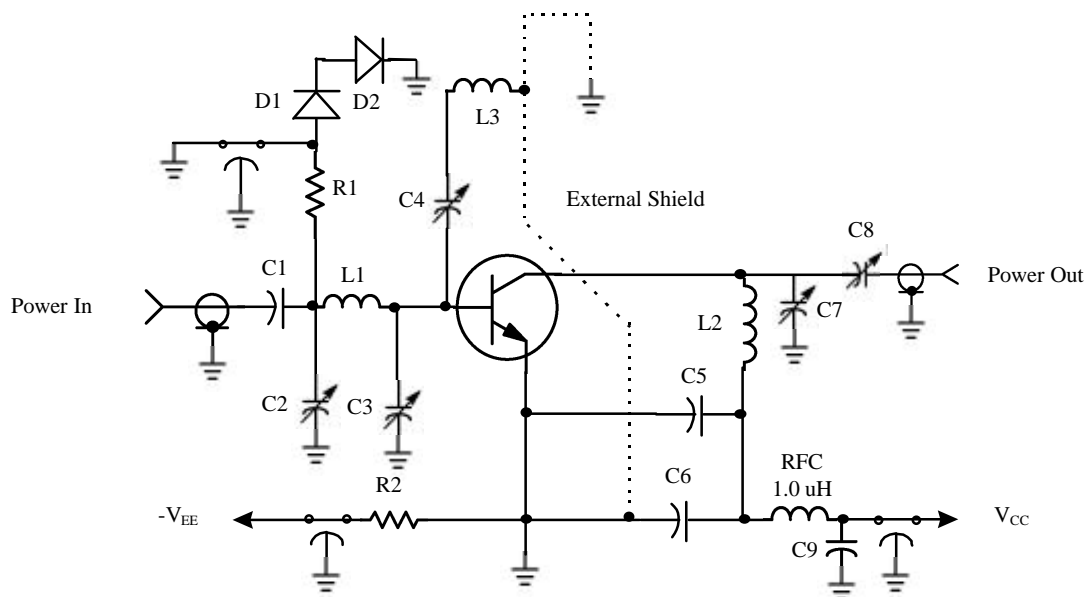 D1
D2
L3
R1
C4
External Shield
C8
C1
L1
Power In
Power Out
C7
L2
C5
C2
C3
RFC
1.0 uH
C6
R2
-VEE
VCC
C9